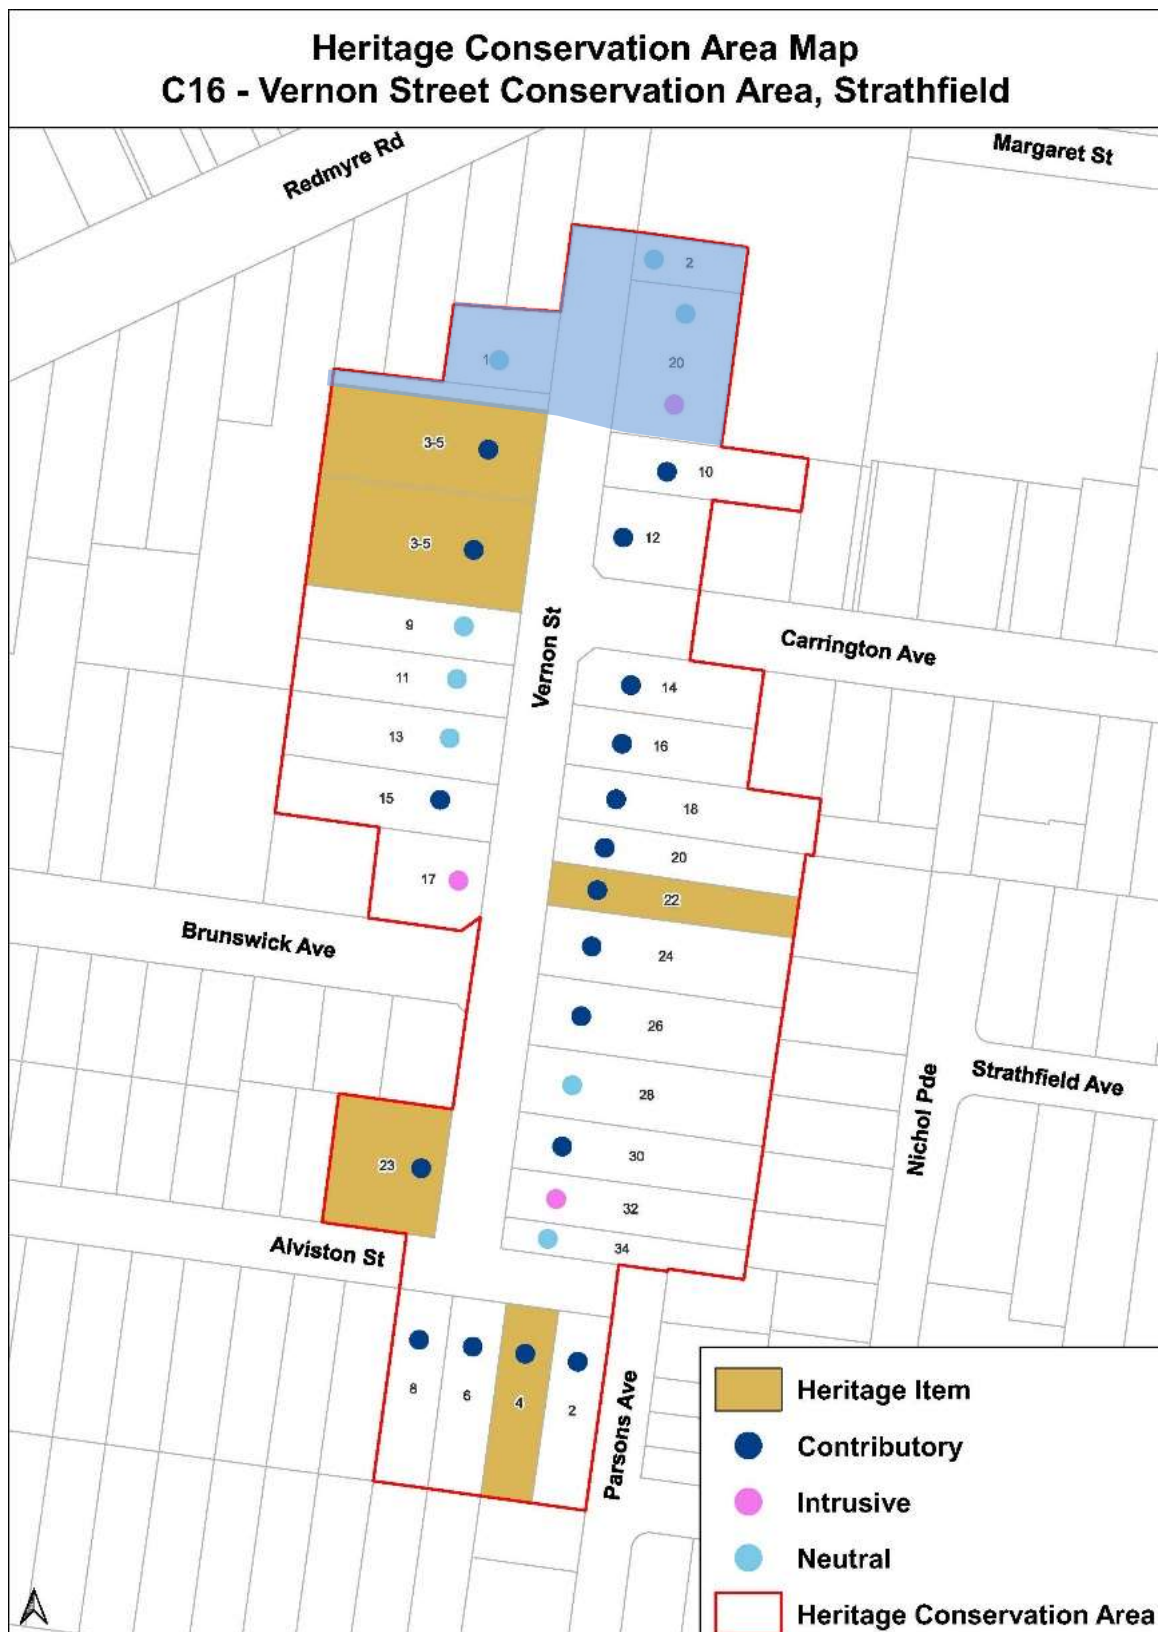 Heritage Conservation Area Map
C16 - Vernon Street Conservation Area, Strathfield
Redmyre Rd
Margaret St
2
1
20
3-5
10
3-5
12
9
Vernon St
Carrington Ave
11
14
13
16
15
18
20
17
22
Brunswick Ave
24
26
Strathfield Ave
28
Nichol Pde
30
23
32
34
Alviston St
8
6
4
2
Parsons Ave
Heritage Item
Contributory
Intrusive
Neutral
Heritage Conservation Area